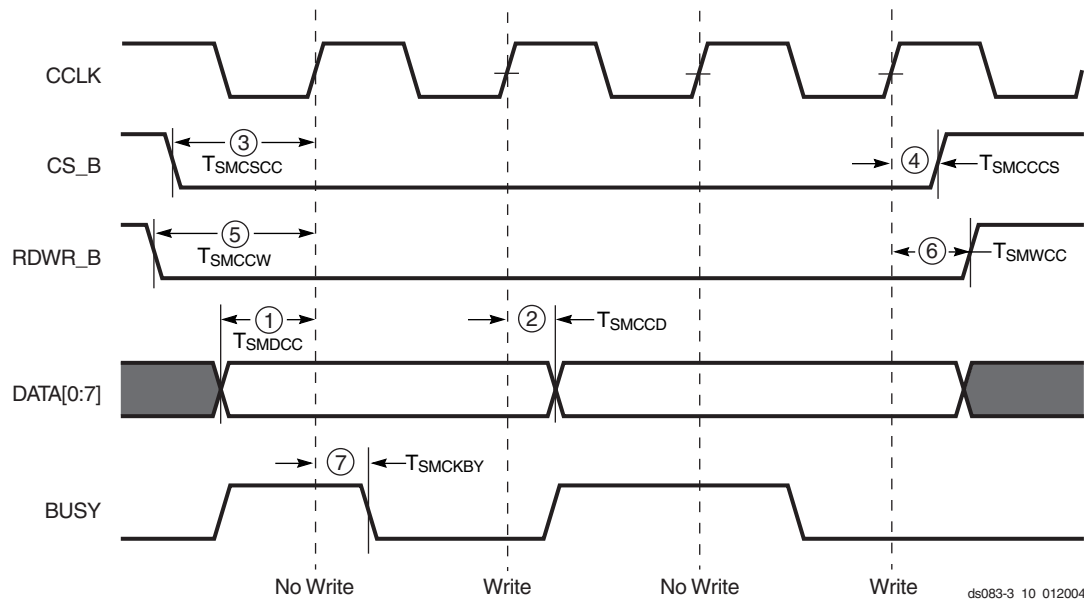 CCLK
CS_B
③
TSMCSCC
④
TSMCCCS
RDWR_B
⑤
TSMCCW
⑥
TSMWCC
①
TSMDCC
②
TSMCCD
DATA[0:7]
⑦
TSMCKBY
BUSY
No Write
Write
No Write
Write
ds083-3_10_012004